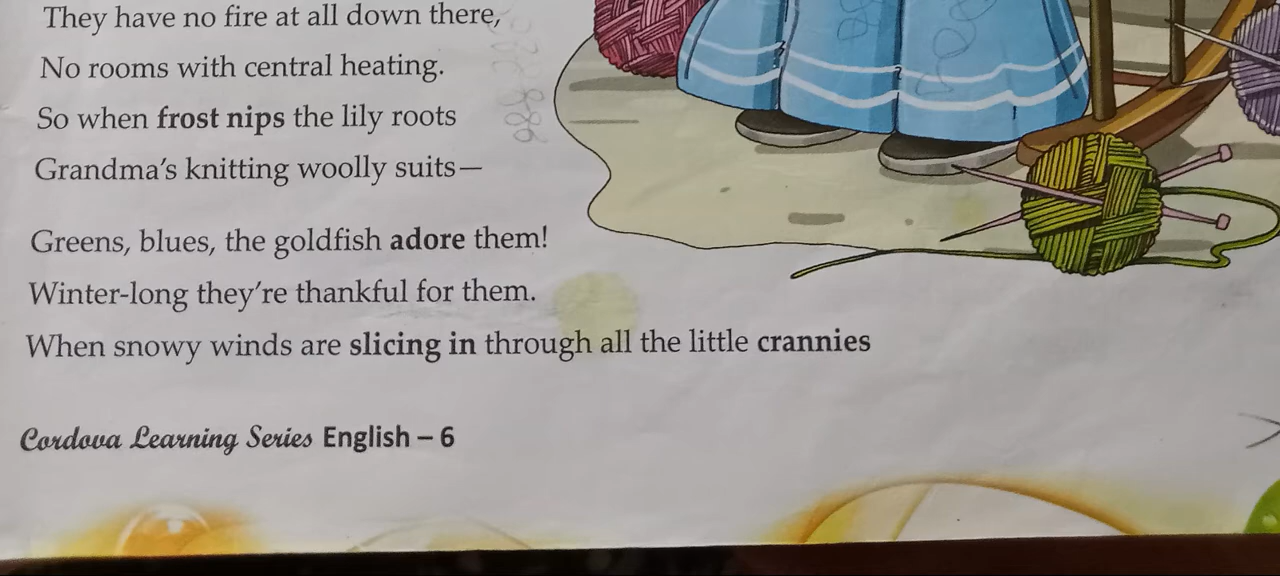 They have no fire at all down there,
No rooms with central heating.
So when frost nips the lily roots
Grandma's knitting woolly suits—
Greens, blues, the goldfish adore them!
Winter-long they're thankful for them.
When snowy winds are slicing in through all the little crannies
Cordova Learning Series English – 6